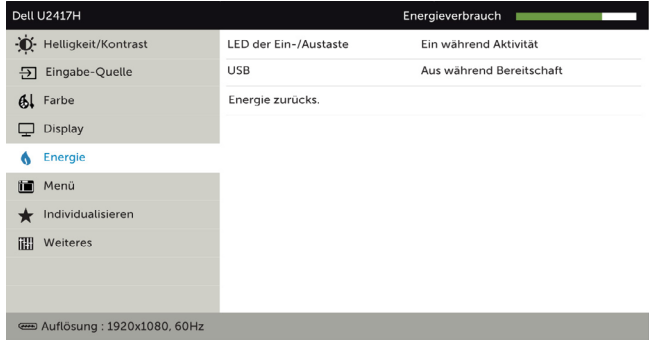 Dell U2417H Energieverbrauch
Helligkeit/Kontrast LED der Ein-/Austaste Ein während Aktivität
Eingabe-Quelle USB Aus während Bereitschaft
Farbe Energie zurücks.
Display
Energie
Menü
Individualisieren
Weiteres
Auflösung : 1920x1080, 60Hz